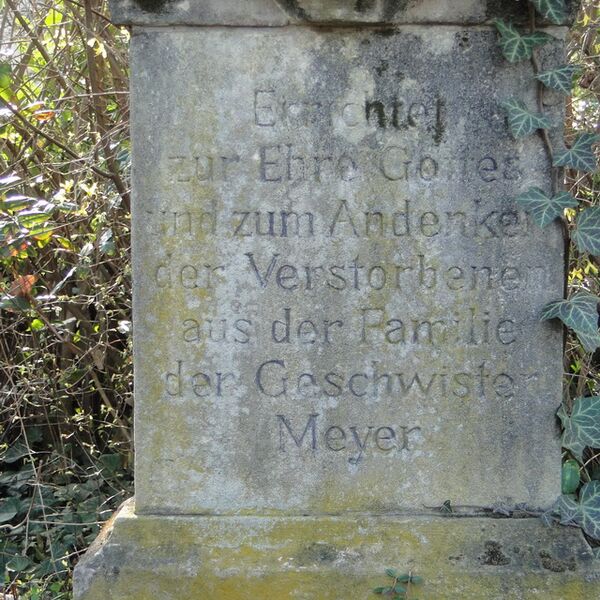 Errichtet
zur Ehre Gottes
und zum Andenken
der Verstorbenen
aus der Familie
der Geschwister
Meyer